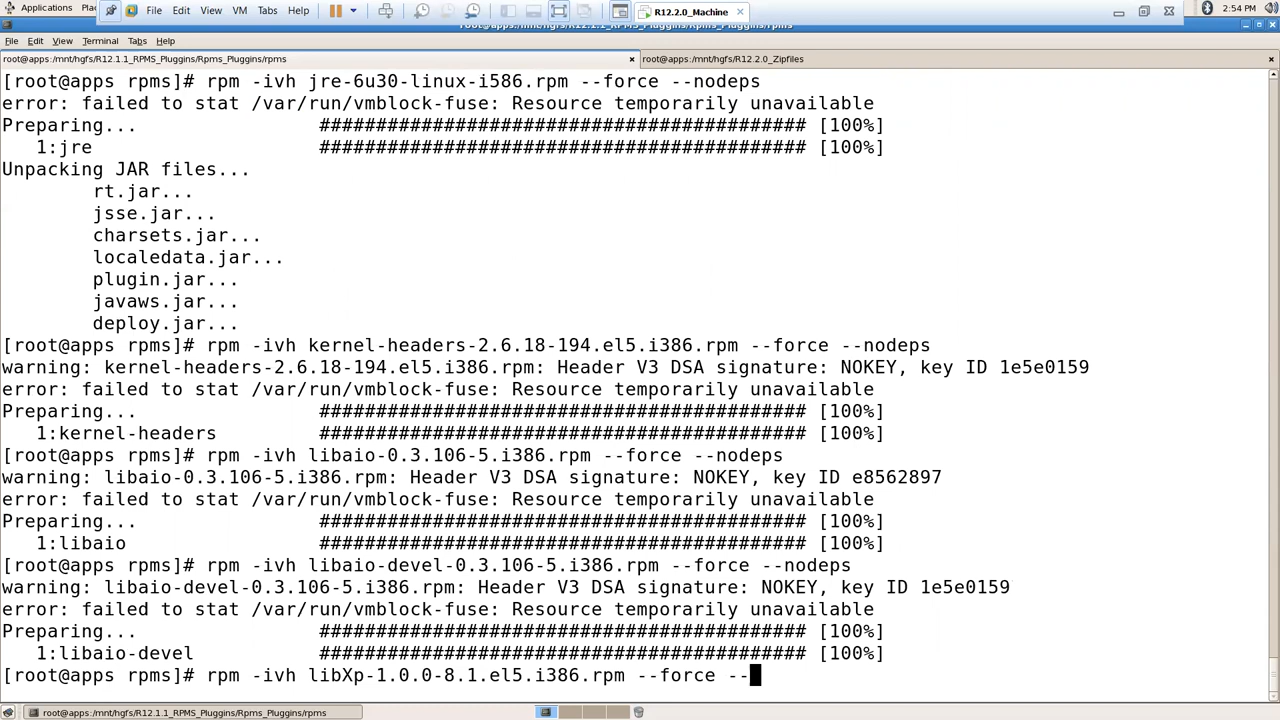 File Edit View VM Tabs Help R12.2.0_Machine 2:54 PM
Applications
root@apps:/mnt/hgfs/R12.1.1_RPMS_Pluggins/Rpms_Pluggins/rpms
File Edit View Terminal Tabs Help
root@apps:/mnt/hgfs/R12.1.1_RPMS_Pluggins/Rpms_Pluggins/rpms root@apps:/mnt/hgfs/R12.2.0_Zipfiles
[root@apps rpms]# rpm -ivh jre-6u30-linux-i586.rpm --force --nodeps
error: failed to stat /var/run/vmblock-fuse: Resource temporarily unavailable
Preparing... ########################################### [100%]
1:jre ########################################### [100%]
Unpacking JAR files...
rt.jar...
jsse.jar...
charsets.jar...
localedata.jar...
plugin.jar...
javaws.jar...
deploy.jar...
[root@apps rpms]# rpm -ivh kernel-headers-2.6.18-194.el5.i386.rpm --force --nodeps
warning: kernel-headers-2.6.18-194.el5.i386.rpm: Header V3 DSA signature: NOKEY, key ID 1e5e0159
error: failed to stat /var/run/vmblock-fuse: Resource temporarily unavailable
Preparing... ########################################### [100%]
1:kernel-headers ########################################### [100%]
[root@apps rpms]# rpm -ivh libaio-0.3.106-5.i386.rpm --force --nodeps
warning: libaio-0.3.106-5.i386.rpm: Header V3 DSA signature: NOKEY, key ID e8562897
error: failed to stat /var/run/vmblock-fuse: Resource temporarily unavailable
Preparing... ########################################### [100%]
1:libaio ########################################### [100%]
[root@apps rpms]# rpm -ivh libaio-devel-0.3.106-5.i386.rpm --force --nodeps
warning: libaio-devel-0.3.106-5.i386.rpm: Header V3 DSA signature: NOKEY, key ID 1e5e0159
error: failed to stat /var/run/vmblock-fuse: Resource temporarily unavailable
Preparing... ########################################### [100%]
1:libaio-devel ########################################### [100%]
[root@apps rpms]# rpm -ivh libXp-1.0.0-8.1.el5.i386.rpm --force --
root@apps:/mnt/hgfs/R12.1.1_RPMS_Pluggins/Rpms_Pluggins/rpms